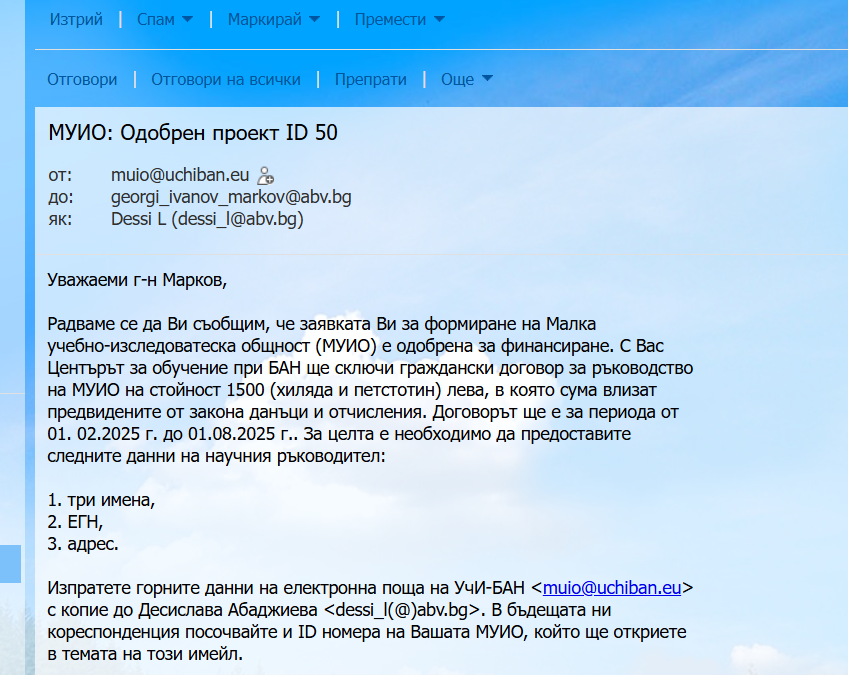 Изтрий | Спам | Маркирай | Премести
Отговори | Отговори на всички | Препрати | Още
МУИО: Одобрен проект ID 50
от: muio@uchiban.eu
до: georgi_ivanov_markov@abv.bg
як: Dessi L (dessi_l@abv.bg)
Уважаеми г-н Марков,
Радваме се да Ви съобщим, че заявката Ви за формиране на Малка
учебно-изследоватеска общност (МУИО) е одобрена за финансиране. С Вас
Центърът за обучение при БАН ще сключи граждански договор за ръководство
на МУИО на стойност 1500 (хиляда и петстотин) лева, в която сума влизат
предвидените от закона данъци и отчисления. Договорът ще е за периода от
01. 02.2025 г. до 01.08.2025 г.. За целта е необходимо да предоставите
следните данни на научния ръководител:
1. три имена,
2. ЕГН,
3. адрес.
Изпратете горните данни на електронна поща на УчИ-БАН <muio@uchiban.eu>
с копие до Десислава Абаджиева <dessi_l(@)abv.bg>. В бъдещата ни
кореспонденция посочвайте и ID номера на Вашата МУИО, който ще откриете
в темата на този имейл.